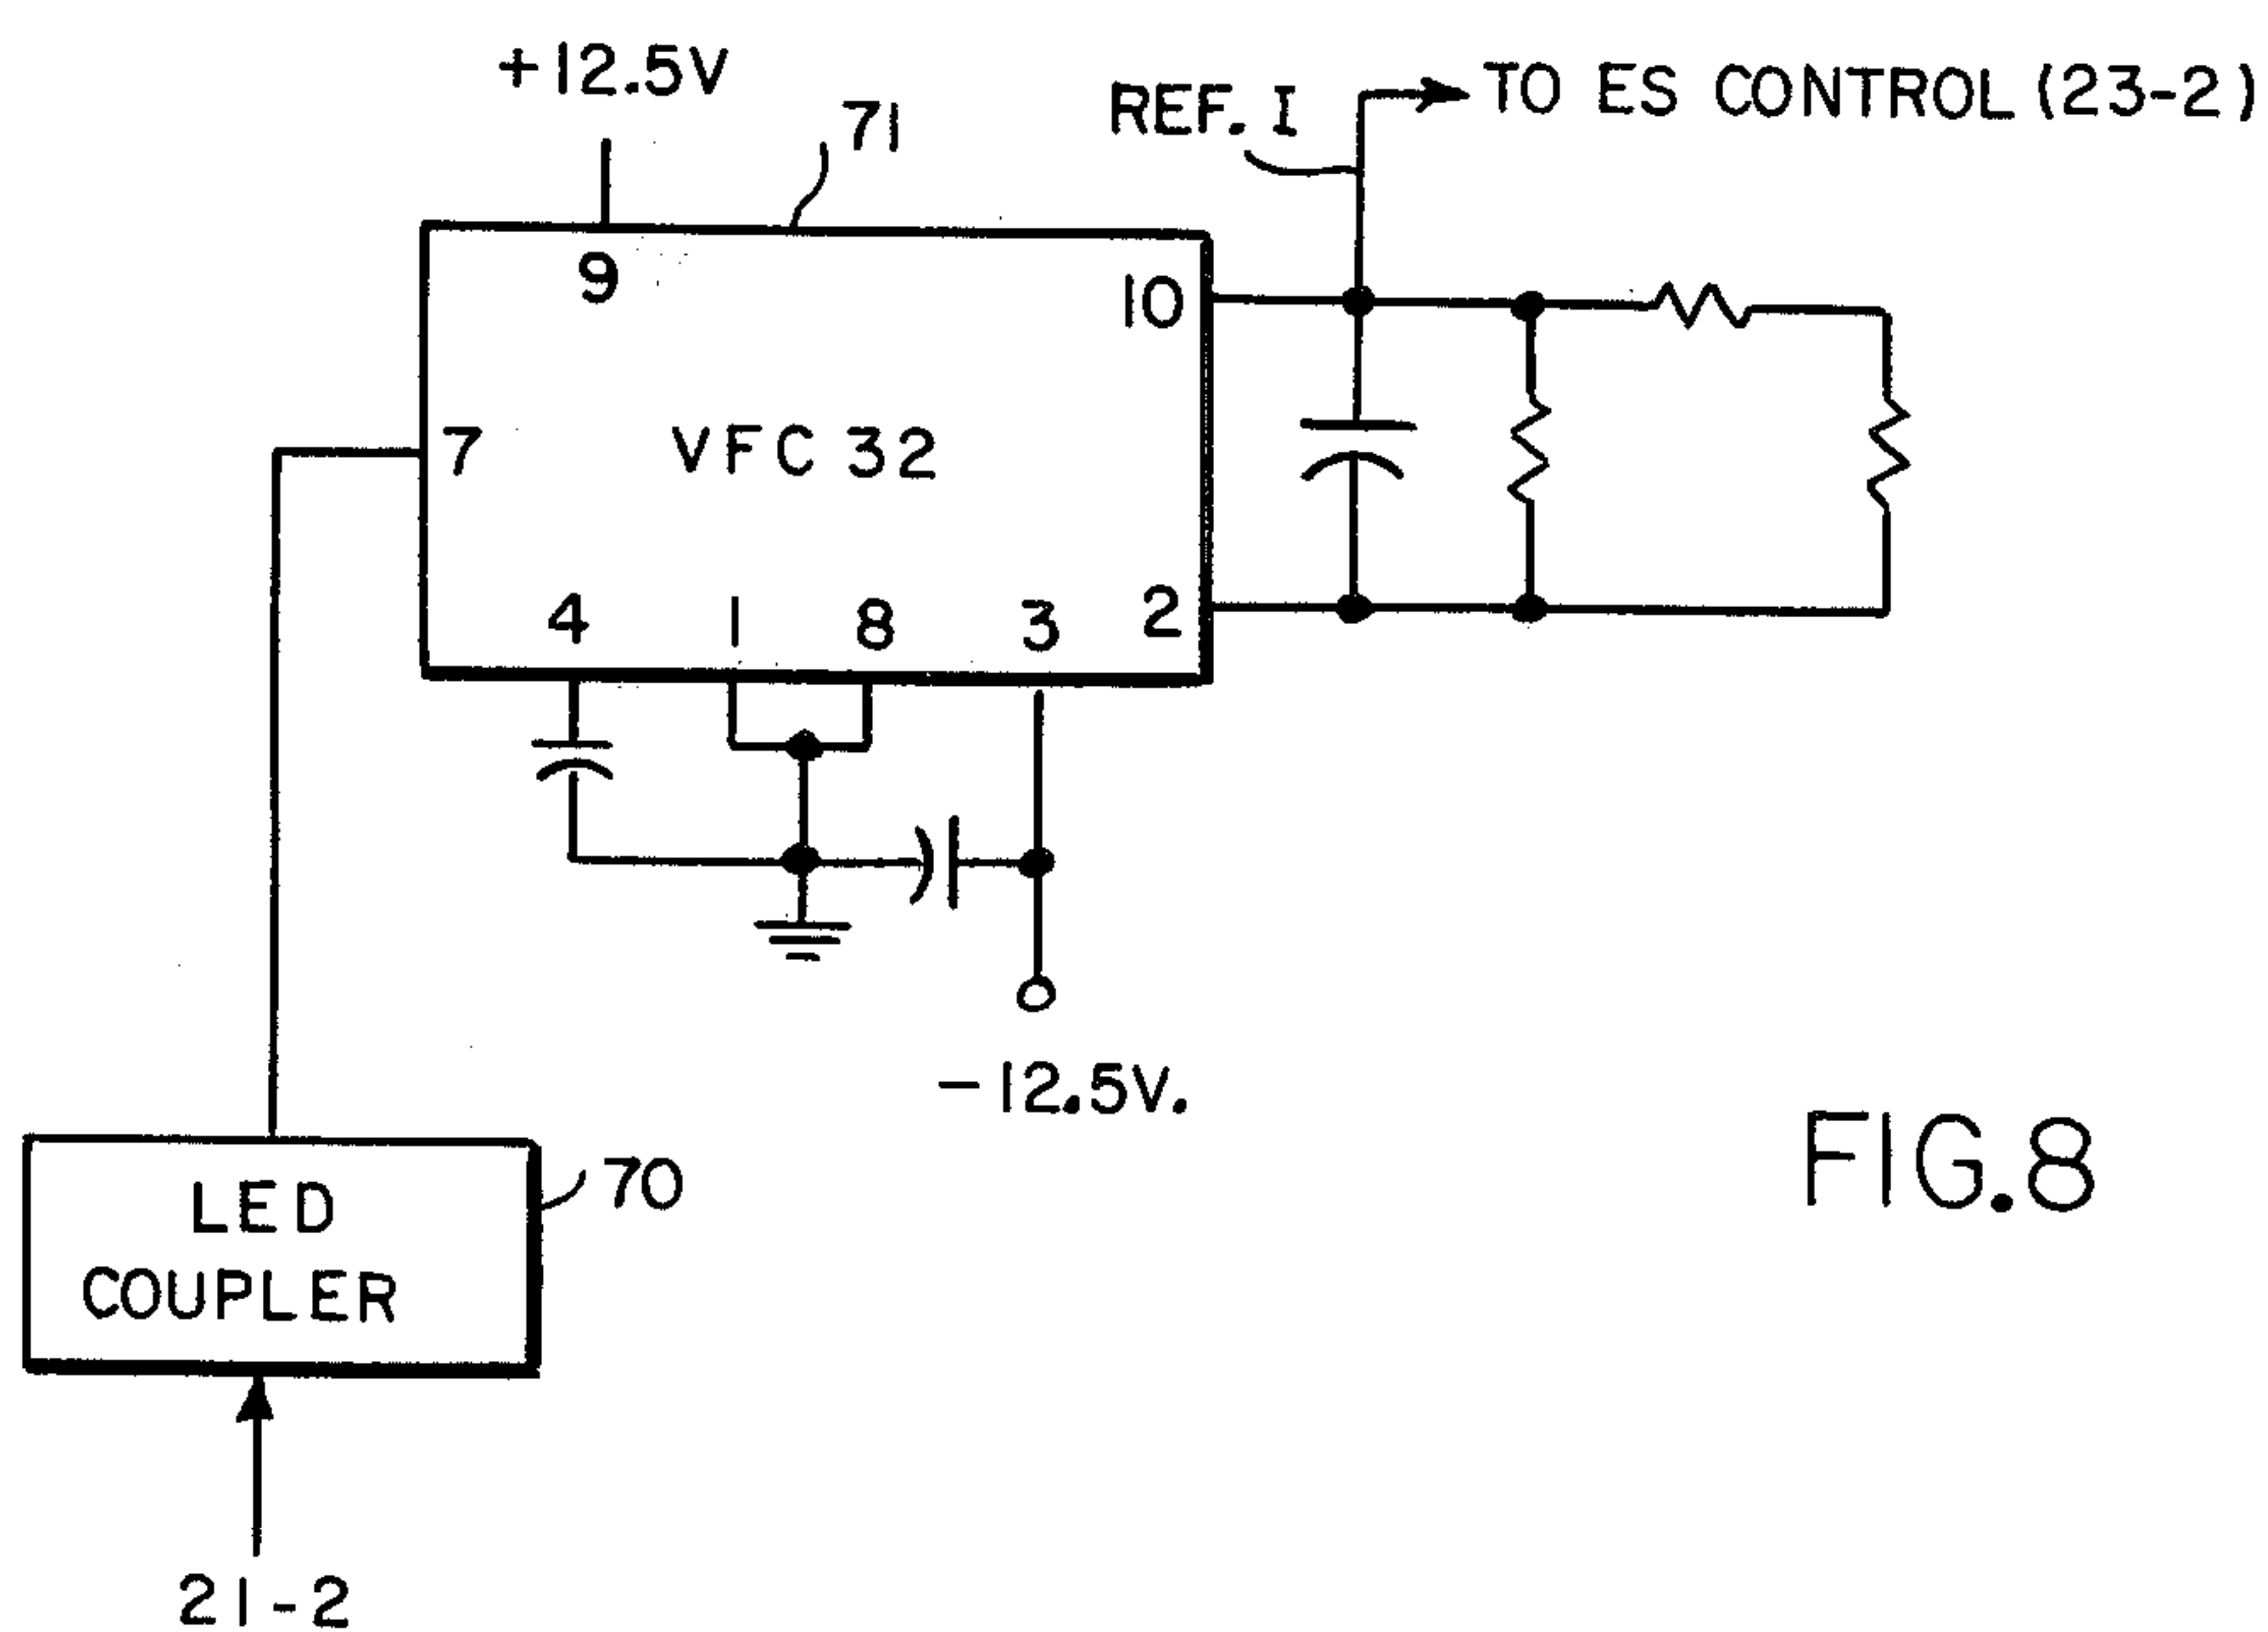 +12.5V
71
REF. I
TO ES CONTROL (23-2)
9
10
7
VFC 32
4
1
8
3
2
-12.5V.
LED
COUPLER
70
21-2
FIG. 8